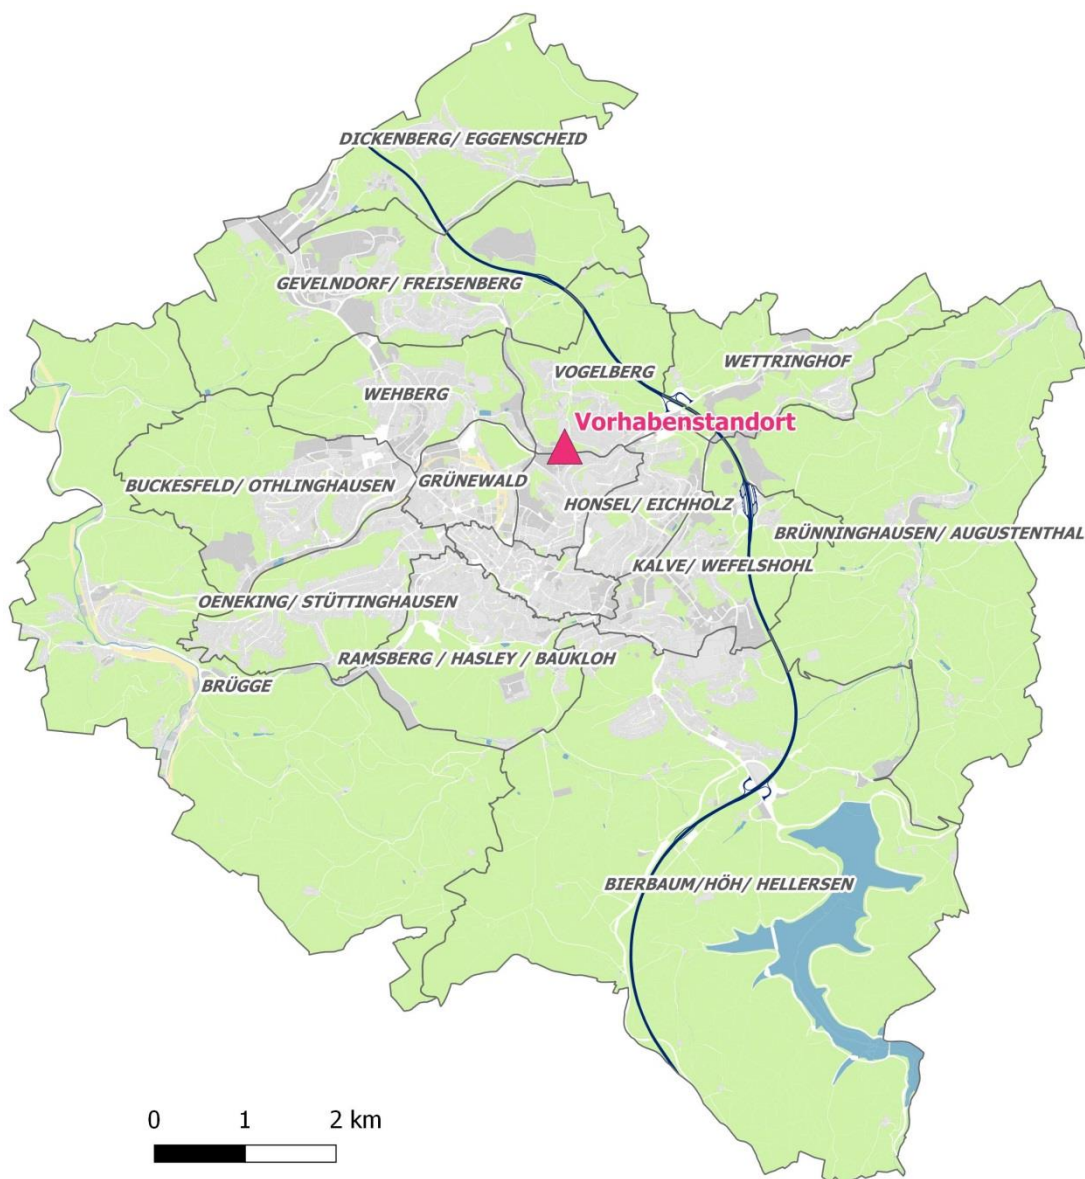 DICKENBERG/ EGGENSCHEID
GEVELNDORF/ FREISENBERG
WETTRINGHOF
VOGELBERG
WEHBERG
Vorhabenstandort
GRÜNEWALD
BUCKESFELD/ OTHLINGHAUSEN
HONSEL/ EICHHOLZ
BRÜNNINGHAUSEN/ AUGUSTENTHAL
KALVE/ WEFELSHOHL
OENEKING/ STÜTTINGHAUSEN
RAMSBERG / HASLEY / BAUKLOH
BRÜGGE
BIERBAUM/HÖH/ HELLERSEN
0 1 2 km